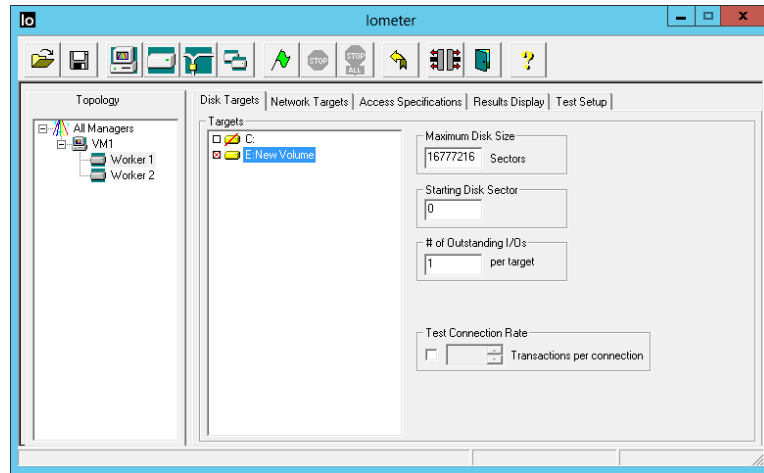 Io
Iometer
STOP
STOP ALL
?
Topology
All Managers
VM1
Worker 1
Worker 2
Disk Targets
Network Targets
Access Specifications
Results Display
Test Setup
Targets
C:
E:New Volume
Maximum Disk Size
16777216 Sectors
Starting Disk Sector
0
# of Outstanding I/Os
1 per target
Test Connection Rate
Transactions per connection